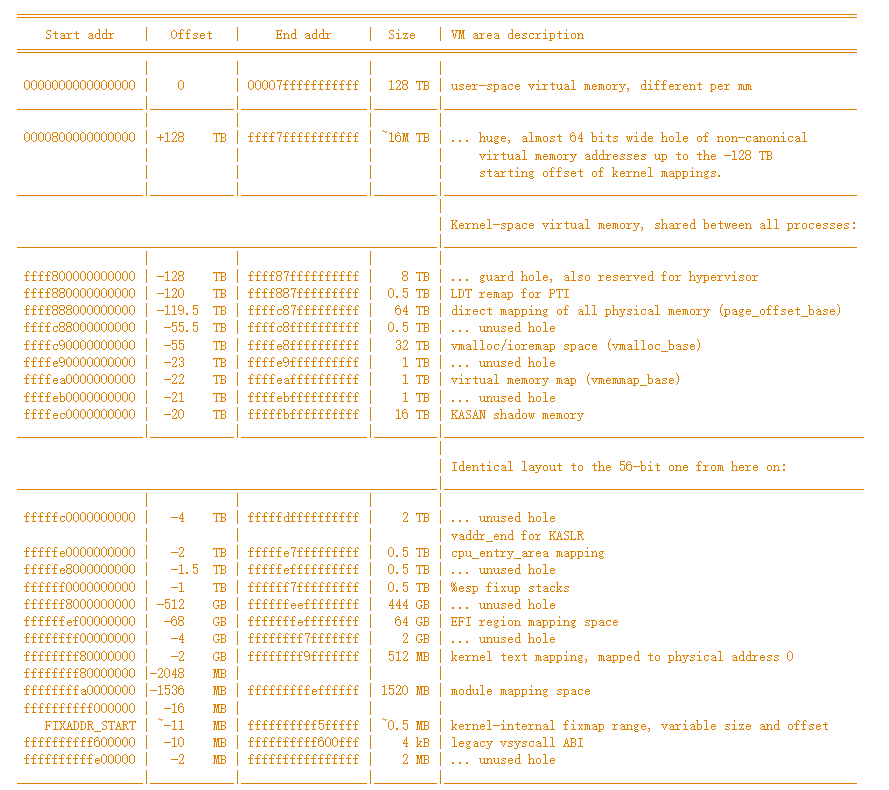 Start addr | Offset | End addr | Size | VM area description
0000000000000000 | 0 | 00007fffffffffff | 128 TB | user-space virtual memory, different per mm
0000800000000000 | +128 TB | ffff7fffffffffff | ~16M TB | ... huge, almost 64 bits wide hole of non-canonical
virtual memory addresses up to the -128 TB
starting offset of kernel mappings.
Kernel-space virtual memory, shared between all processes:
ffff800000000000 | -128 TB | ffff87ffffffffff | 8 TB | ... guard hole, also reserved for hypervisor
ffff880000000000 | -120 TB | ffff887fffffffff | 0.5 TB | LDT remap for PTI
ffff888000000000 | -119.5 TB | ffffc87fffffffff | 64 TB | direct mapping of all physical memory (page_offset_base)
ffffc88000000000 | -55.5 TB | ffffc8ffffffffff | 0.5 TB | ... unused hole
ffffc90000000000 | -55 TB | ffffe8ffffffffff | 32 TB | vmalloc/ioremap space (vmalloc_base)
ffffe90000000000 | -23 TB | ffffe9ffffffffff | 1 TB | ... unused hole
ffffea0000000000 | -22 TB | ffffeaffffffffff | 1 TB | virtual memory map (vmemmap_base)
ffffeb0000000000 | -21 TB | ffffebffffffffff | 1 TB | ... unused hole
ffffec0000000000 | -20 TB | fffffbffffffffff | 16 TB | KASAN shadow memory
Identical layout to the 56-bit one from here on:
fffffc0000000000 | -4 TB | fffffdffffffffff | 2 TB | ... unused hole
vaddr_end for KASLR
fffffe0000000000 | -2 TB | fffffe7fffffffff | 0.5 TB | cpu_entry_area mapping
fffffe8000000000 | -1.5 TB | fffffeffffffffff | 0.5 TB | ... unused hole
ffffff0000000000 | -1 TB | ffffff7fffffffff | 0.5 TB | %esp fixup stacks
ffffff8000000000 | -512 GB | ffffffeeffffffff | 444 GB | ... unused hole
ffffffef00000000 | -68 GB | fffffffeffffffff | 64 GB | EFI region mapping space
ffffffff00000000 | -4 GB | ffffffff7fffffff | 2 GB | ... unused hole
ffffffff80000000 | -2 GB | ffffffff9fffffff | 512 MB | kernel text mapping, mapped to physical address 0
ffffffff80000000 |-2048 MB | | |
ffffffffa0000000 |-1536 MB | fffffffffeffffff | 1520 MB | module mapping space
ffffffffff000000 | -16 MB | | |
FIXADDR_START | ~-11 MB | ffffffffff5fffff | ~0.5 MB | kernel-internal fixmap range, variable size and offset
ffffffffff600000 | -10 MB | ffffffffff600fff | 4 kB | legacy vsyscall ABI
ffffffffffe00000 | -2 MB | ffffffffffffffff | 2 MB | ... unused hole